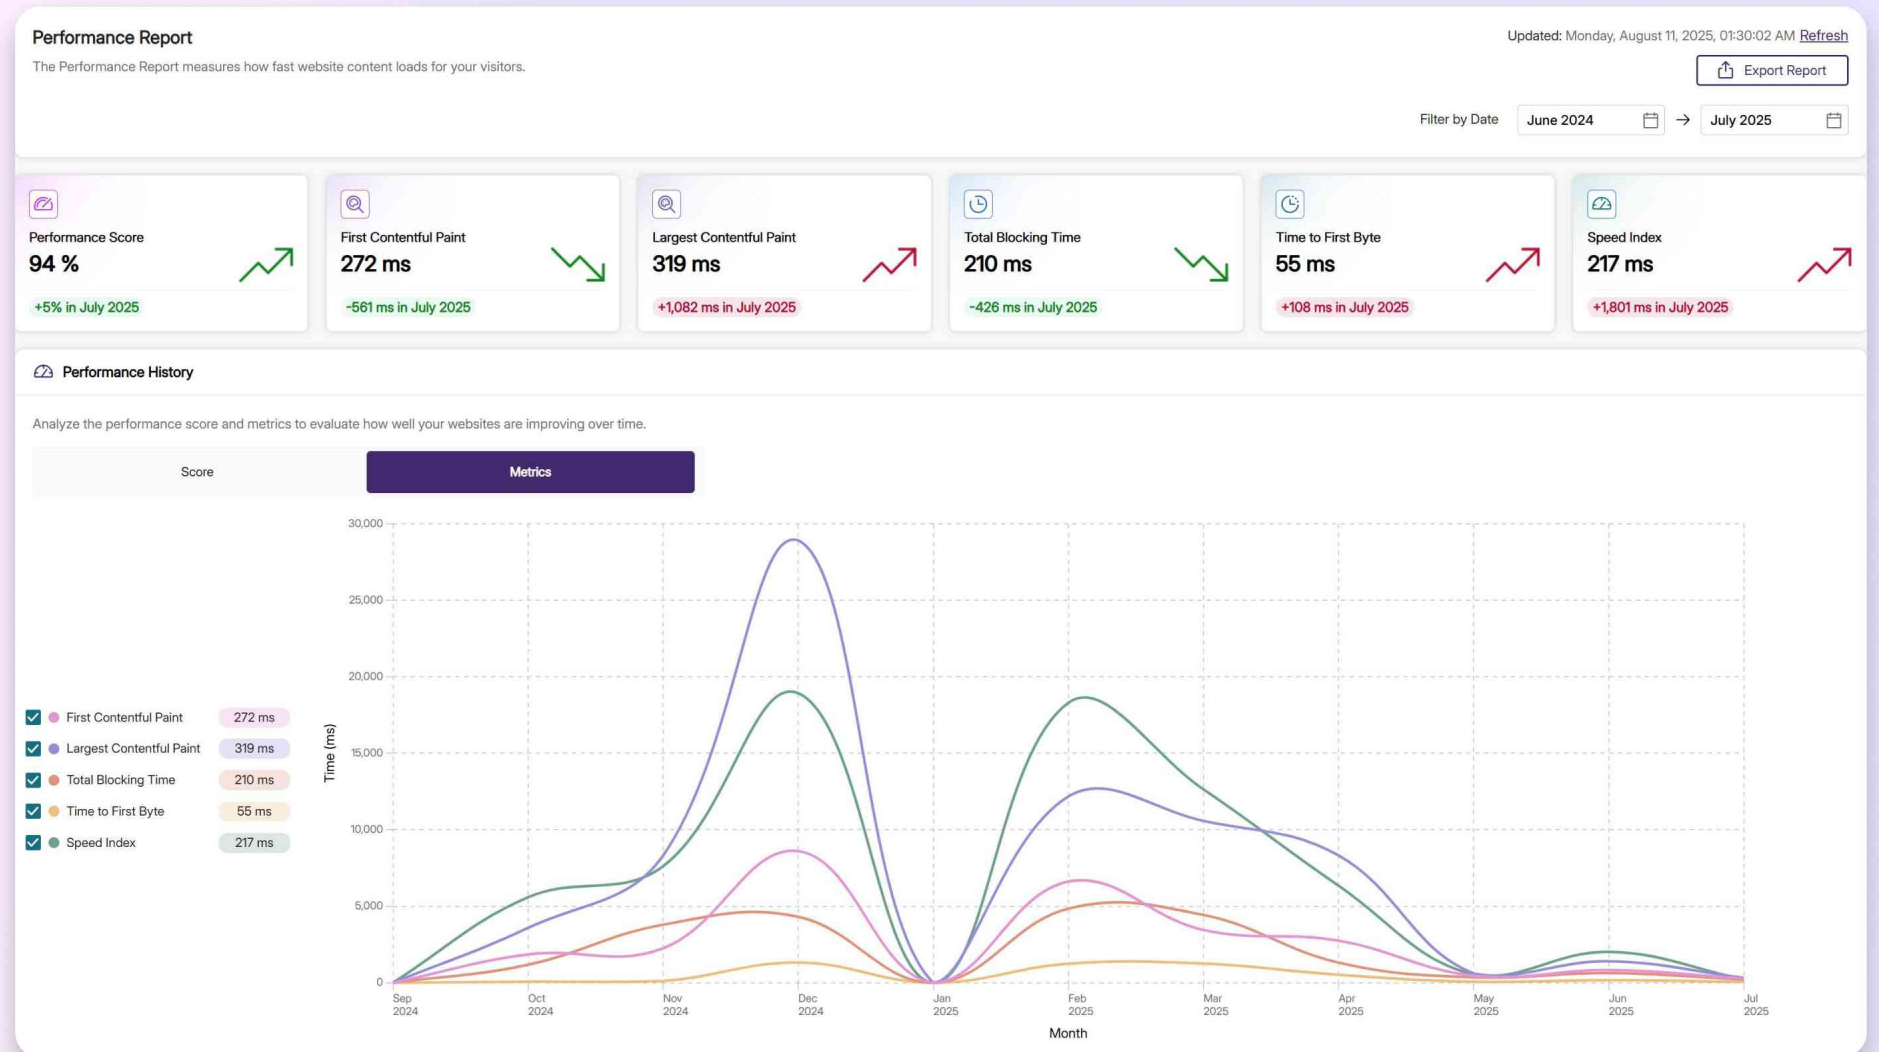 Performance Report
Updated: Monday, August 11, 2025, 01:30:02 AM Refresh
The Performance Report measures how fast website content loads for your visitors.
Export Report
Filter by Date June 2024 → July 2025
Performance Score
94 %
+5% in July 2025
First Contentful Paint
272 ms
-561 ms in July 2025
Largest Contentful Paint
319 ms
+1,082 ms in July 2025
Total Blocking Time
210 ms
-426 ms in July 2025
Time to First Byte
55 ms
+108 ms in July 2025
Speed Index
217 ms
+1,801 ms in July 2025
Performance History
Analyze the performance score and metrics to evaluate how well your websites are improving over time.
Score Metrics
First Contentful Paint 272 ms
Largest Contentful Paint 319 ms
Total Blocking Time 210 ms
Time to First Byte 55 ms
Speed Index 217 ms
Time (ms)
30,000
25,000
20,000
15,000
10,000
5,000
0
Sep 2024
Oct 2024
Nov 2024
Dec 2024
Jan 2025
Feb 2025
Mar 2025
Apr 2025
May 2025
Jun 2025
Jul 2025
Month